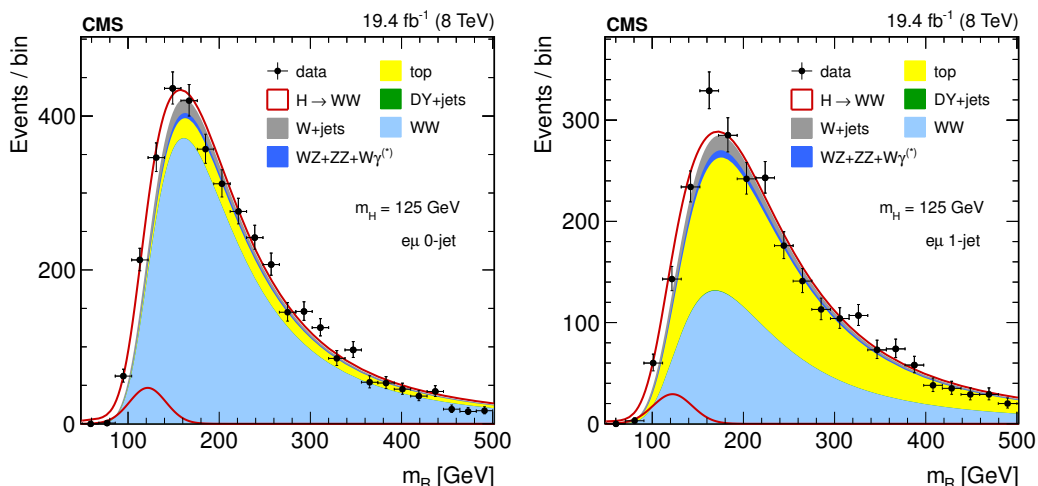 CMS 19.4 fb⁻¹ (8 TeV)
Events / bin
data
top
H → WW
DY+jets
W+jets
WW
WZ+ZZ+Wγ(*)
m_H = 125 GeV
eμ 0-jet
400
200
0
100 200 300 400 500
m_R [GeV]
CMS 19.4 fb⁻¹ (8 TeV)
Events / bin
data
top
H → WW
DY+jets
W+jets
WW
WZ+ZZ+Wγ(*)
m_H = 125 GeV
eμ 1-jet
300
200
100
0
100 200 300 400 500
m_R [GeV]